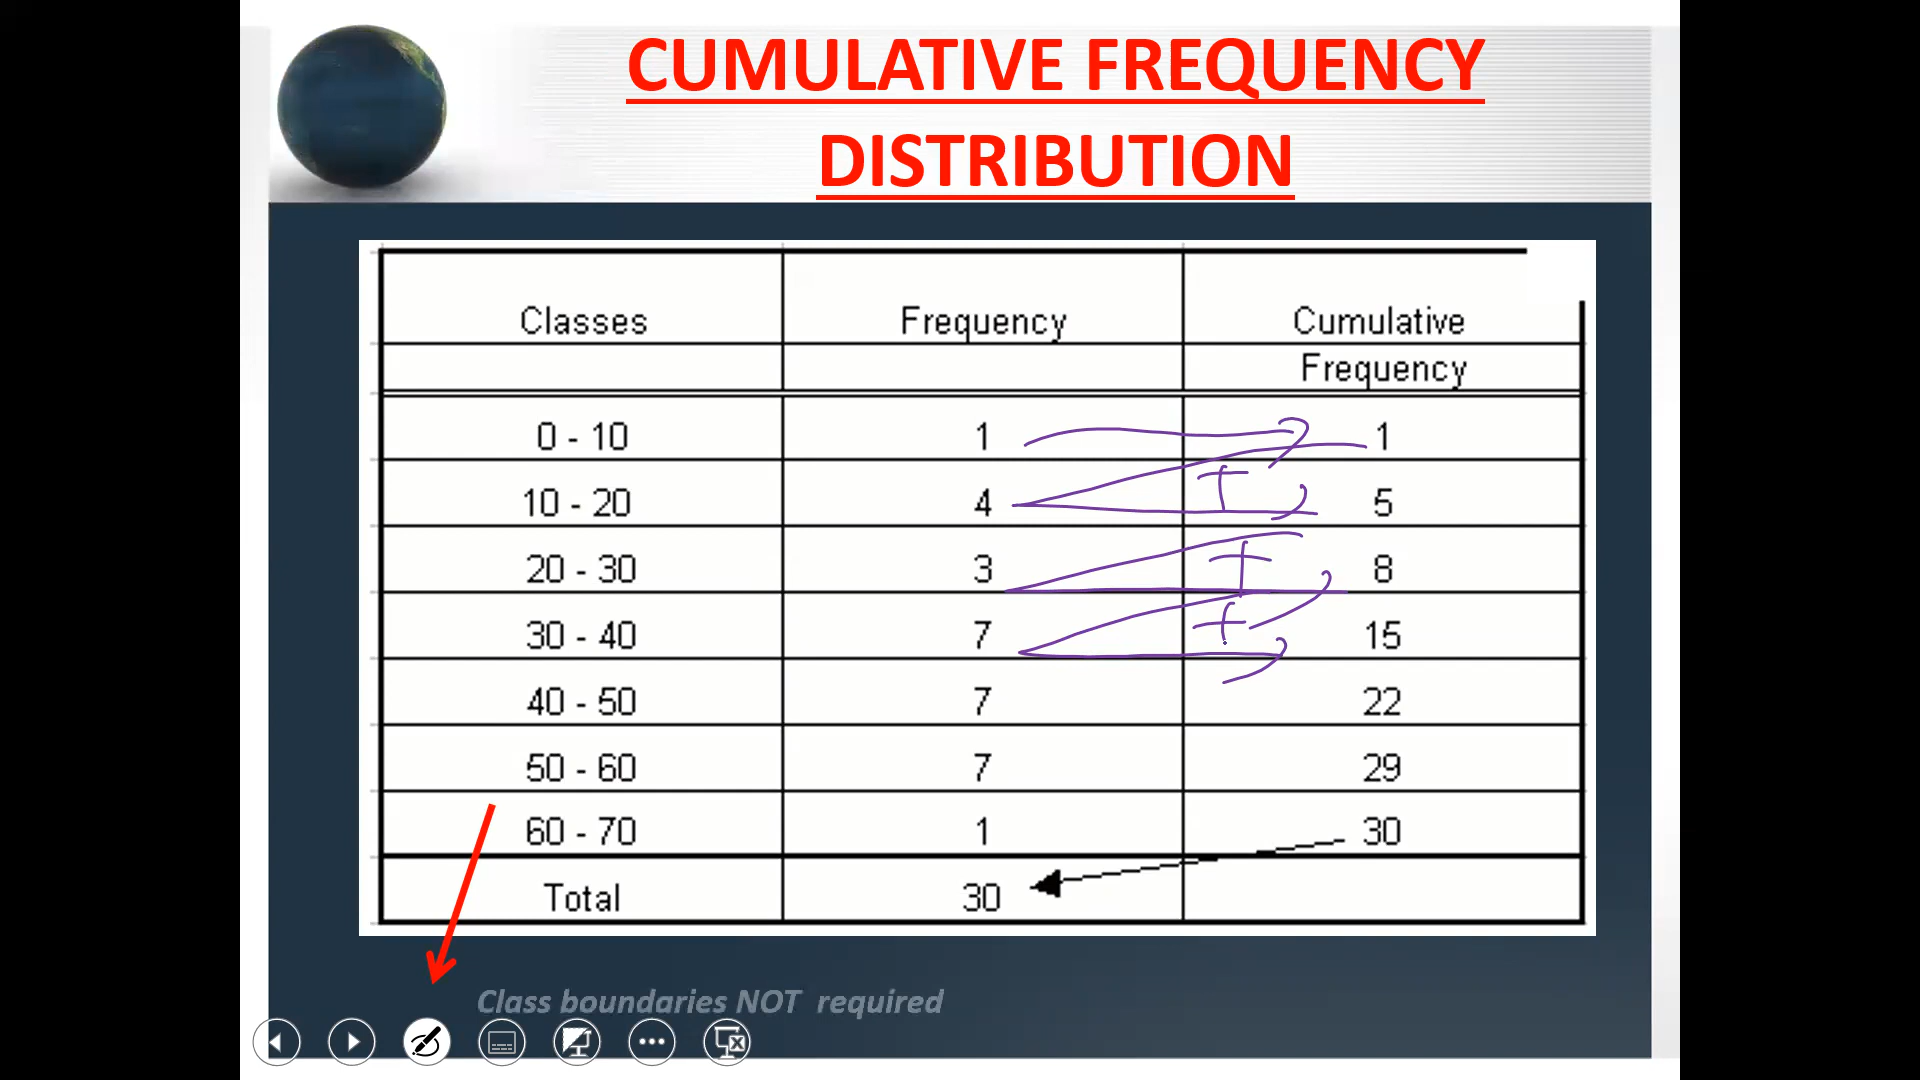 CUMULATIVE FREQUENCY
DISTRIBUTION
Classes Frequency Cumulative
Frequency
0 - 10 1 1
10 - 20 4 5
20 - 30 3 8
30 - 40 7 15
40 - 50 7 22
50 - 60 7 29
60 - 70 1 30
Total 30
Class boundaries NOT required